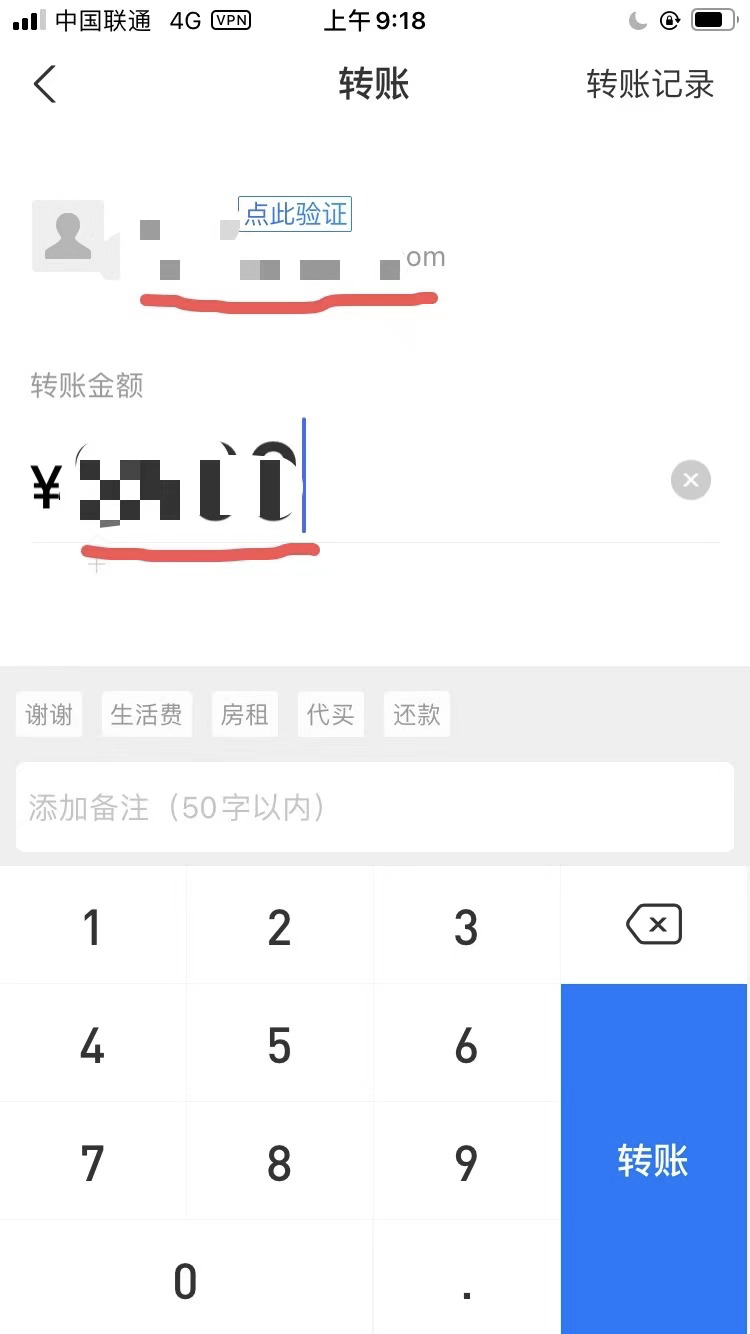 中国联通 4G VPN 上午9:18
转账 转账记录
点此验证
om
转账金额
¥
谢谢 生活费 房租 代买 还款
添加备注（50字以内）
1 2 3
4 5 6
7 8 9
转账
0 .